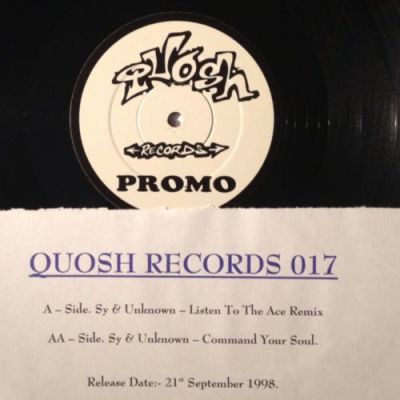 Quosh
RECORDS
PROMO
QUOSH RECORDS 017
A – Side. Sy & Unknown – Listen To The Ace Remix
AA – Side. Sy & Unknown – Command Your Soul.
Release Date:- 21st September 1998.